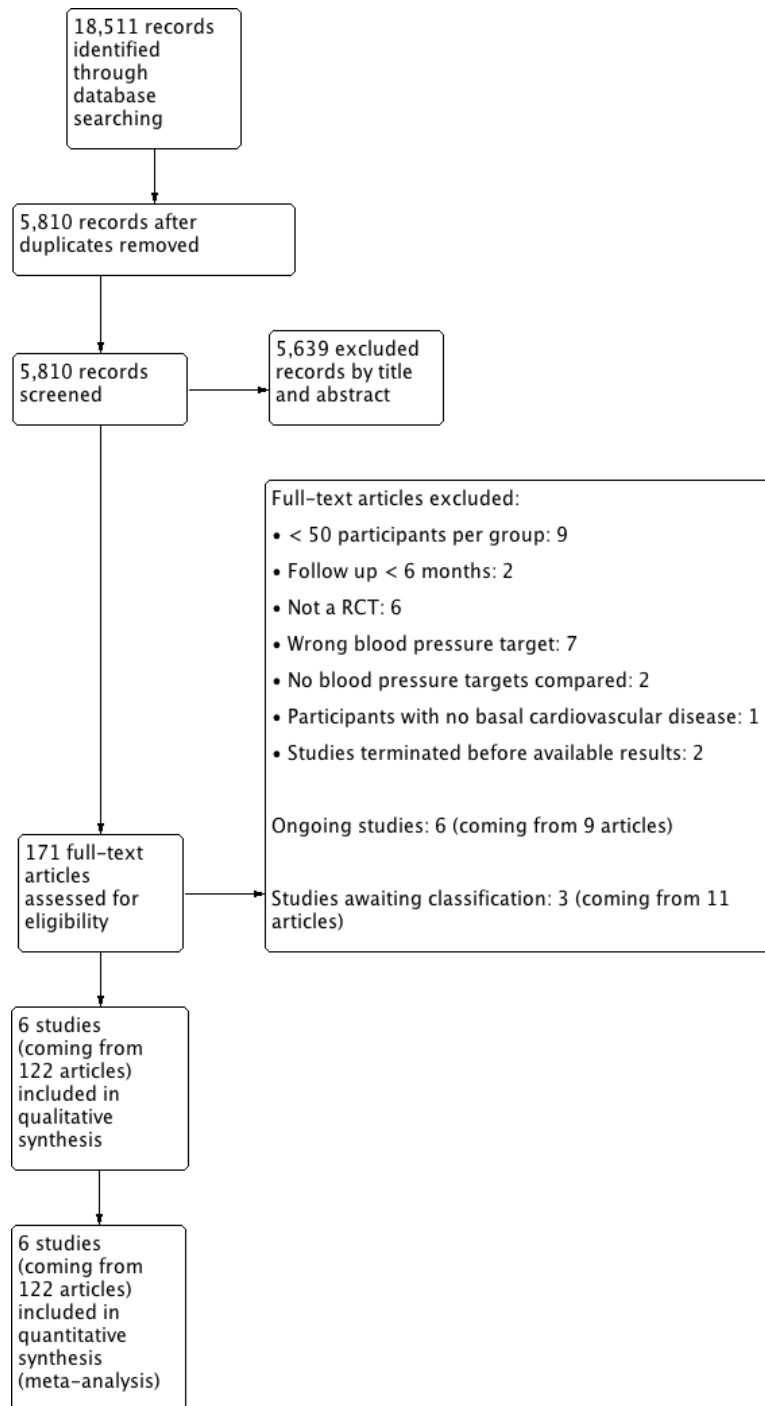 18,511 records
identified
through
database
searching
5,810 records after
duplicates removed
5,810 records
screened
5,639 excluded
records by title
and abstract
Full-text articles excluded:
• < 50 participants per group: 9
• Follow up < 6 months: 2
• Not a RCT: 6
• Wrong blood pressure target: 7
• No blood pressure targets compared: 2
• Participants with no basal cardiovascular disease: 1
• Studies terminated before available results: 2
Ongoing studies: 6 (coming from 9 articles)
Studies awaiting classification: 3 (coming from 11
articles)
171 full-text
articles
assessed for
eligibility
6 studies
(coming from
122 articles)
included in
qualitative
synthesis
6 studies
(coming from
122 articles)
included in
quantitative
synthesis
(meta-analysis)